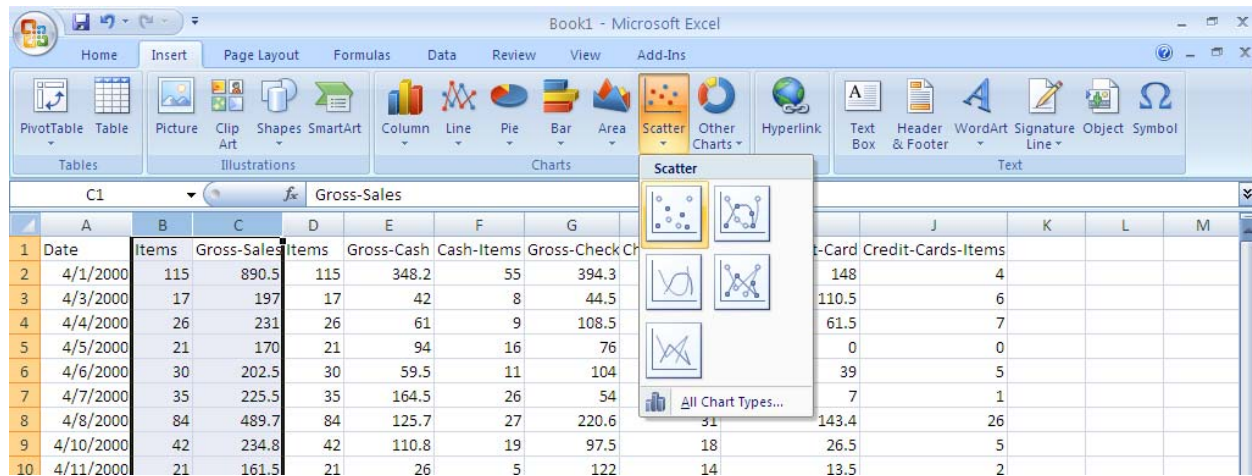 Book1 - Microsoft Excel
Home Insert Page Layout Formulas Data Review View Add-Ins
PivotTable Table Picture Clip Art Shapes SmartArt Column Line Pie Bar Area Scatter Other Charts Hyperlink Text Box Header & Footer WordArt Signature Line Object Symbol
Tables Illustrations Charts Text
Scatter
C1 fx Gross-Sales
A B C D E F G J K L M
1 Date Items Gross-Sales Items Gross-Cash Cash-Items Gross-Check Ch t-Card Credit-Cards-Items
2 4/1/2000 115 890.5 115 348.2 55 394.3 148 4
3 4/3/2000 17 197 17 42 8 44.5 110.5 6
4 4/4/2000 26 231 26 61 9 108.5 61.5 7
5 4/5/2000 21 170 21 94 16 76 0 0
6 4/6/2000 30 202.5 30 59.5 11 104 39 5
7 4/7/2000 35 225.5 35 164.5 26 54 7 1
All Chart Types...
8 4/8/2000 84 489.7 84 125.7 27 220.6 31 143.4 26
9 4/10/2000 42 234.8 42 110.8 19 97.5 18 26.5 5
10 4/11/2000 21 161.5 21 26 5 122 14 13.5 2